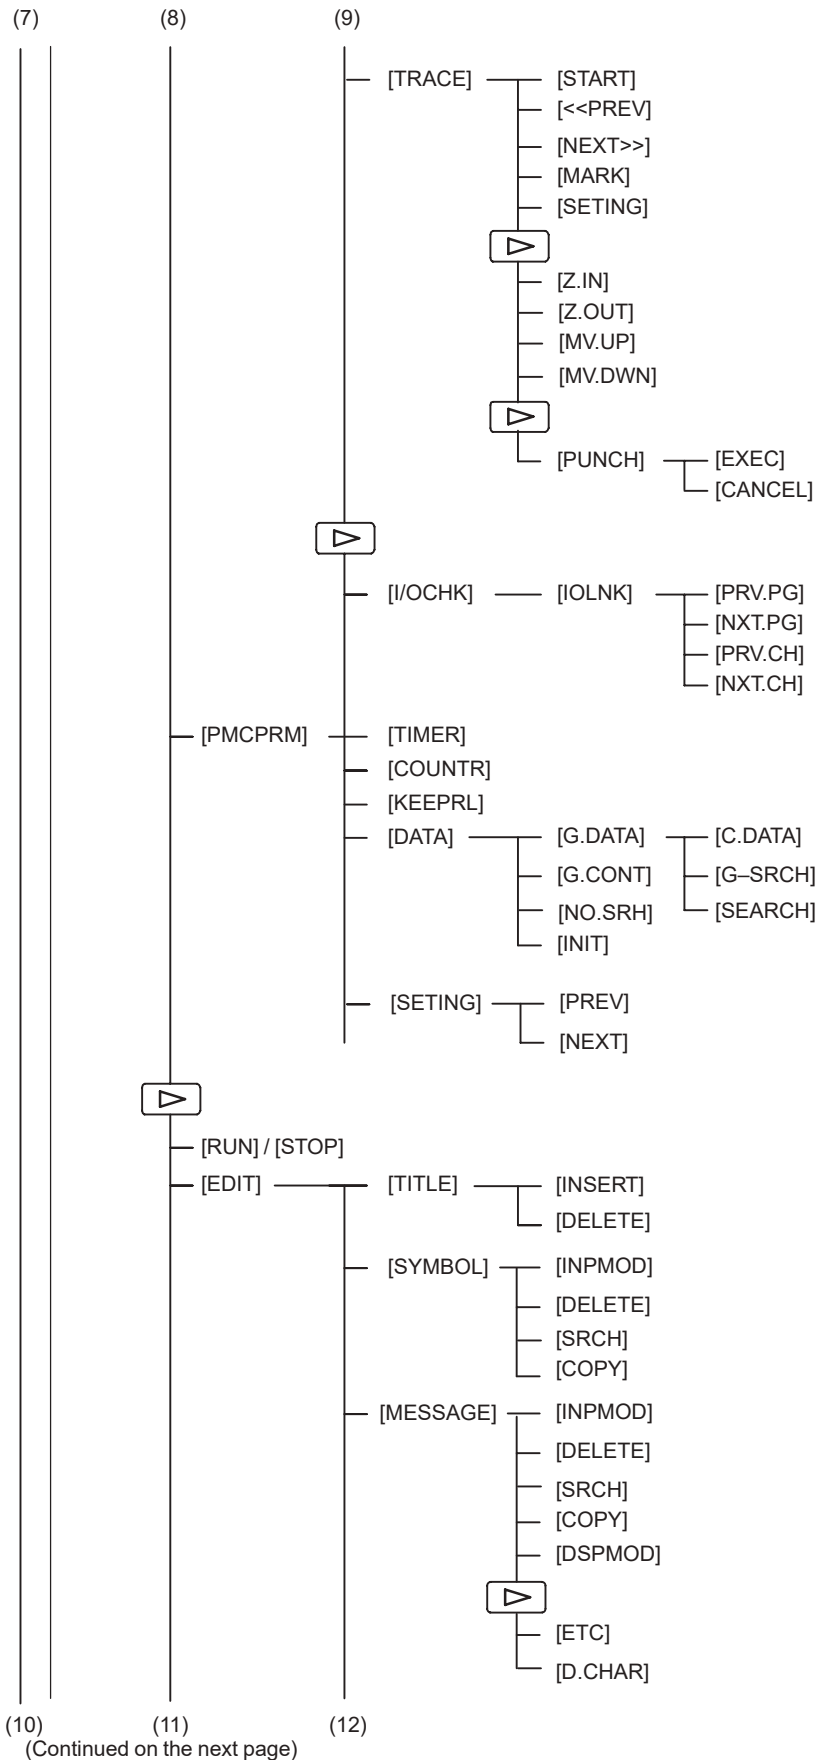 (7) (8) (9)
[TRACE] [START]
[<<PREV]
[NEXT>>]
[MARK]
[SETING]
[Z.IN]
[Z.OUT]
[MV.UP]
[MV.DWN]
[PUNCH] [EXEC]
[CANCEL]
[I/OCHK] [IOLNK] [PRV.PG]
[NXT.PG]
[PRV.CH]
[NXT.CH]
[PMCPRM] [TIMER]
[COUNTR]
[KEEPRL]
[DATA] [G.DATA] [C.DATA]
[G.CONT] [G–SRCH]
[NO.SRH] [SEARCH]
[INIT]
[SETING] [PREV]
[NEXT]
[RUN] / [STOP]
[EDIT] [TITLE] [INSERT]
[DELETE]
[SYMBOL] [INPMOD]
[DELETE]
[SRCH]
[COPY]
[MESSAGE] [INPMOD]
[DELETE]
[SRCH]
[COPY]
[DSPMOD]
[ETC]
[D.CHAR]
(10) (11) (12)
(Continued on the next page)